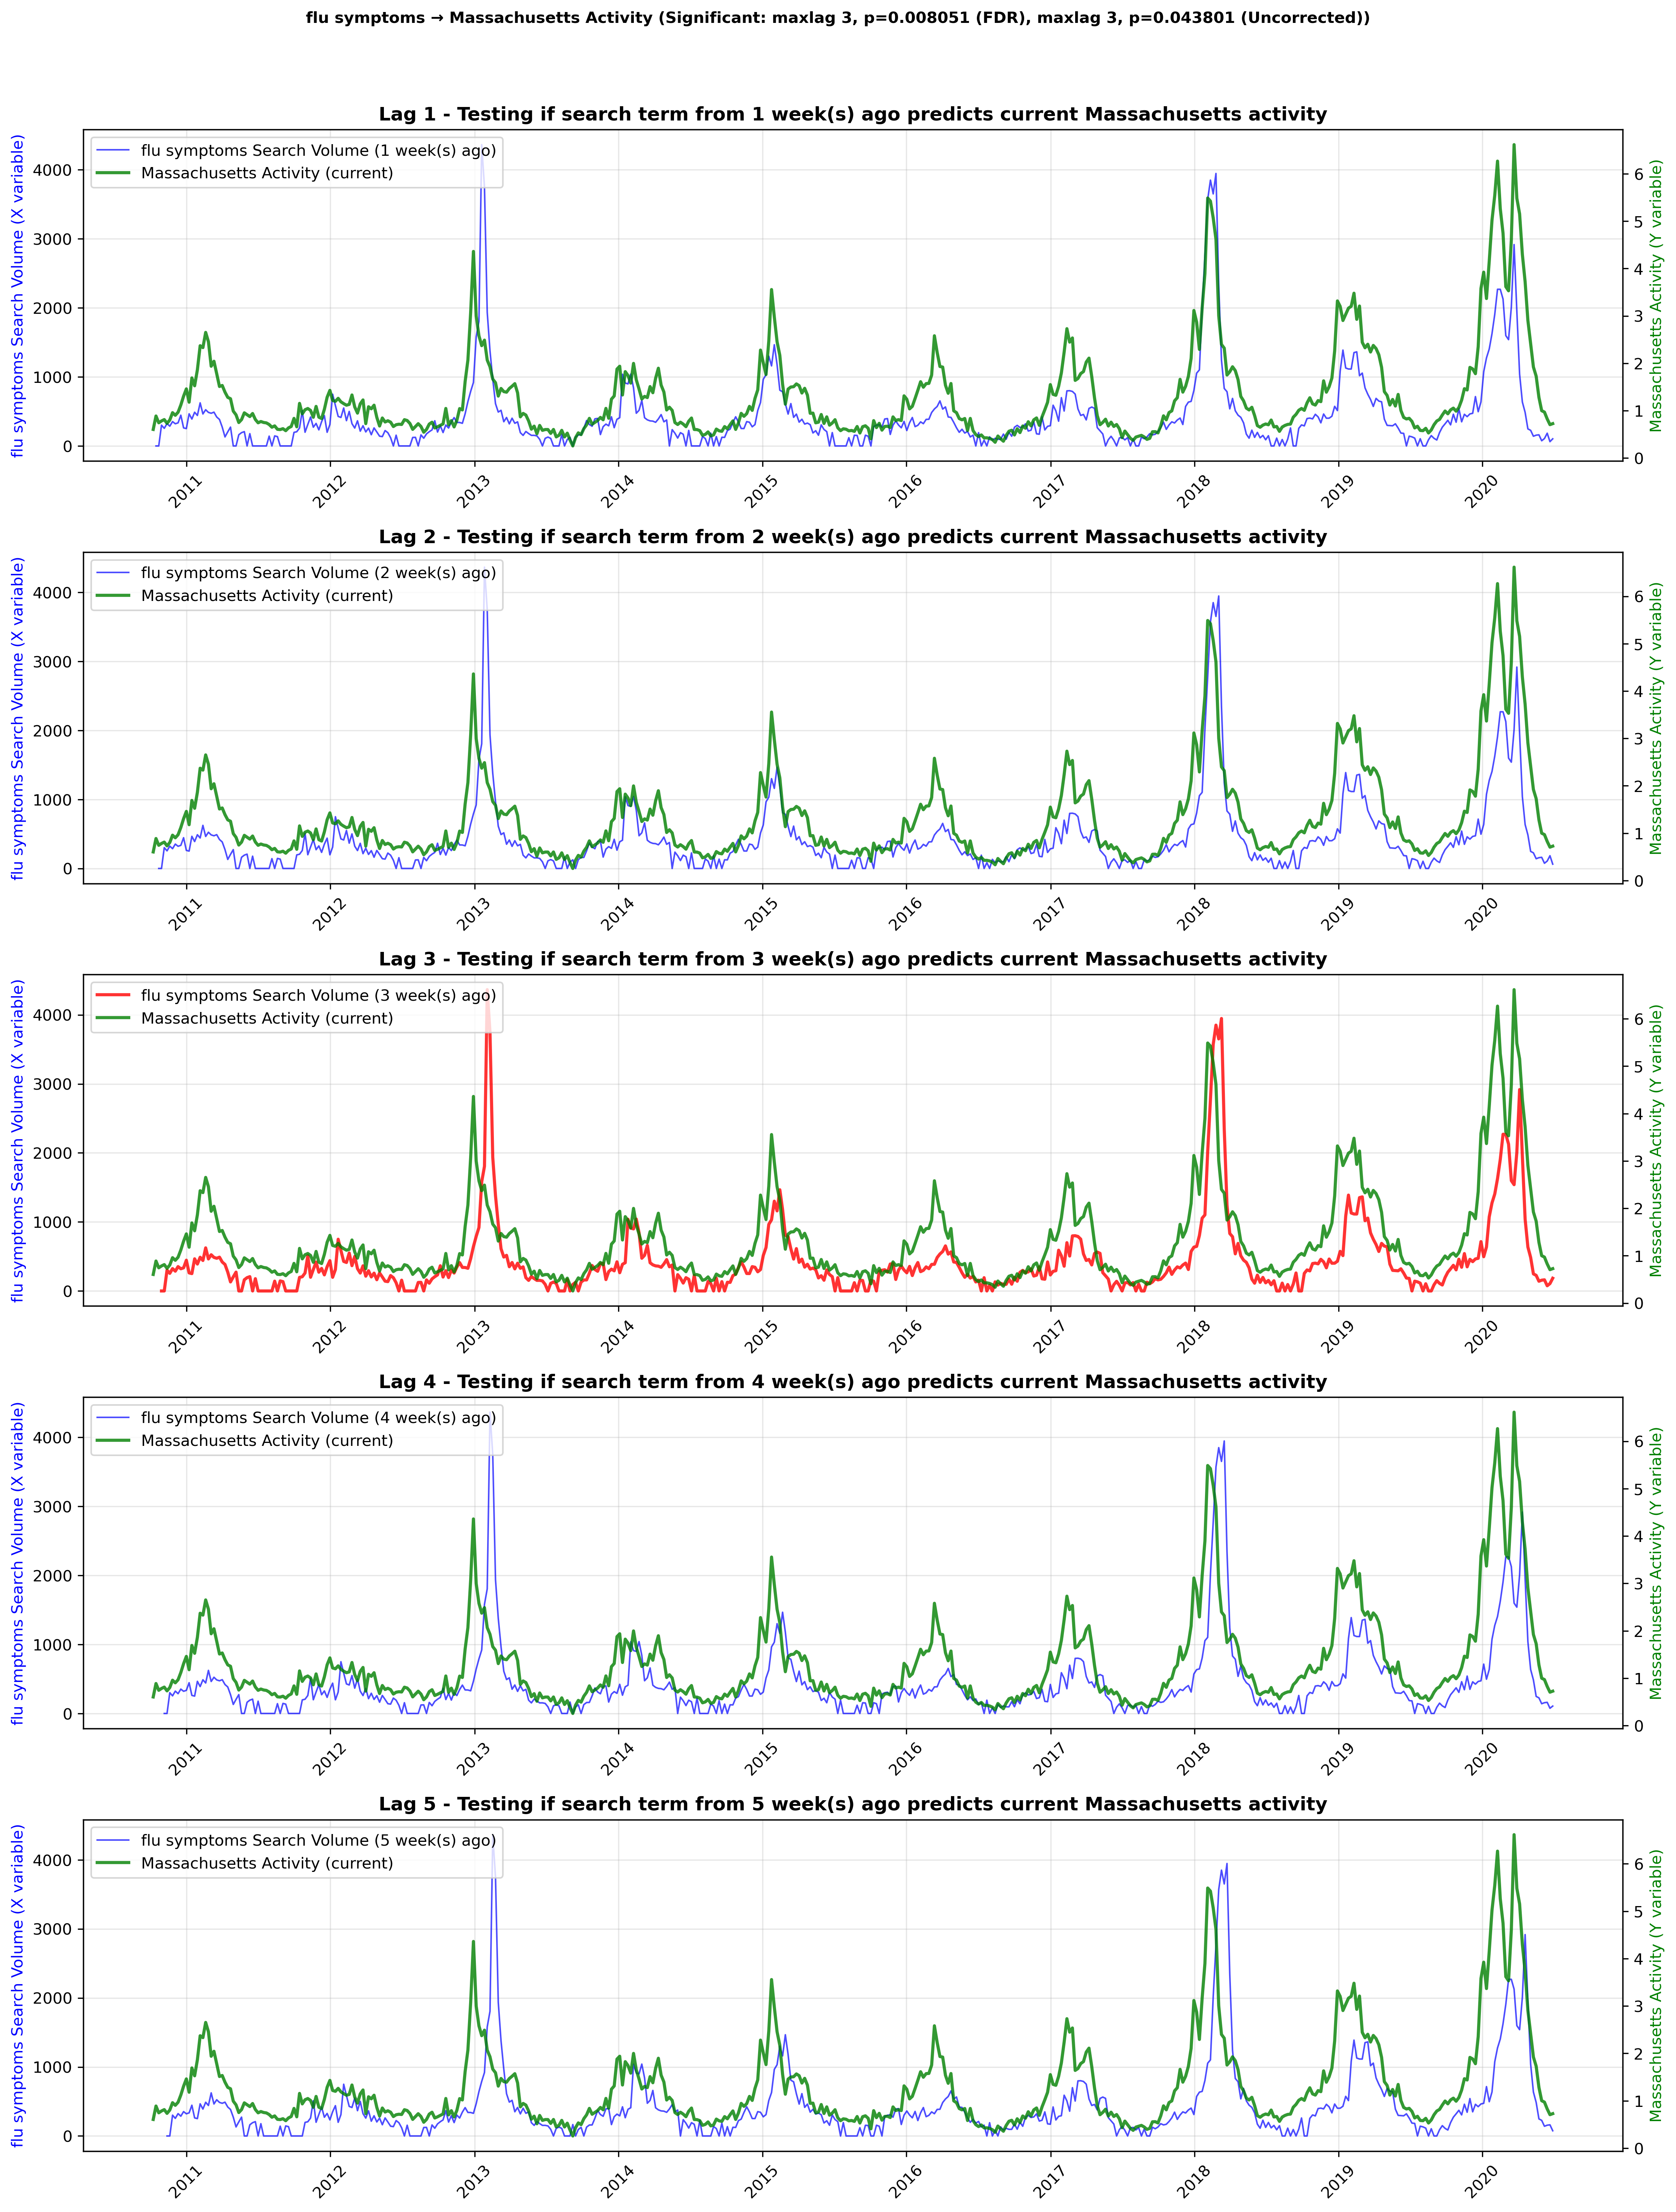 flu symptoms → Massachusetts Activity (Significant: maxlag 3, p=0.008051 (FDR), maxlag 3, p=0.043801 (Uncorrected))
Lag 1 - Testing if search term from 1 week(s) ago predicts current Massachusetts activity
flu symptoms Search Volume (X variable)
4000
3000
2000
1000
0
flu symptoms Search Volume (1 week(s) ago)
Massachusetts Activity (current)
6
5
4
3
2
1
0
Massachusetts Activity (Y variable)
2011 2012 2013 2014 2015 2016 2017 2018 2019 2020
Lag 2 - Testing if search term from 2 week(s) ago predicts current Massachusetts activity
flu symptoms Search Volume (X variable)
4000
3000
2000
1000
0
flu symptoms Search Volume (2 week(s) ago)
Massachusetts Activity (current)
6
5
4
3
2
1
0
Massachusetts Activity (Y variable)
2011 2012 2013 2014 2015 2016 2017 2018 2019 2020
Lag 3 - Testing if search term from 3 week(s) ago predicts current Massachusetts activity
flu symptoms Search Volume (X variable)
4000
3000
2000
1000
0
flu symptoms Search Volume (3 week(s) ago)
Massachusetts Activity (current)
6
5
4
3
2
1
0
Massachusetts Activity (Y variable)
2011 2012 2013 2014 2015 2016 2017 2018 2019 2020
Lag 4 - Testing if search term from 4 week(s) ago predicts current Massachusetts activity
flu symptoms Search Volume (X variable)
4000
3000
2000
1000
0
flu symptoms Search Volume (4 week(s) ago)
Massachusetts Activity (current)
6
5
4
3
2
1
0
Massachusetts Activity (Y variable)
2011 2012 2013 2014 2015 2016 2017 2018 2019 2020
Lag 5 - Testing if search term from 5 week(s) ago predicts current Massachusetts activity
flu symptoms Search Volume (X variable)
4000
3000
2000
1000
0
flu symptoms Search Volume (5 week(s) ago)
Massachusetts Activity (current)
6
5
4
3
2
1
0
Massachusetts Activity (Y variable)
2011 2012 2013 2014 2015 2016 2017 2018 2019 2020